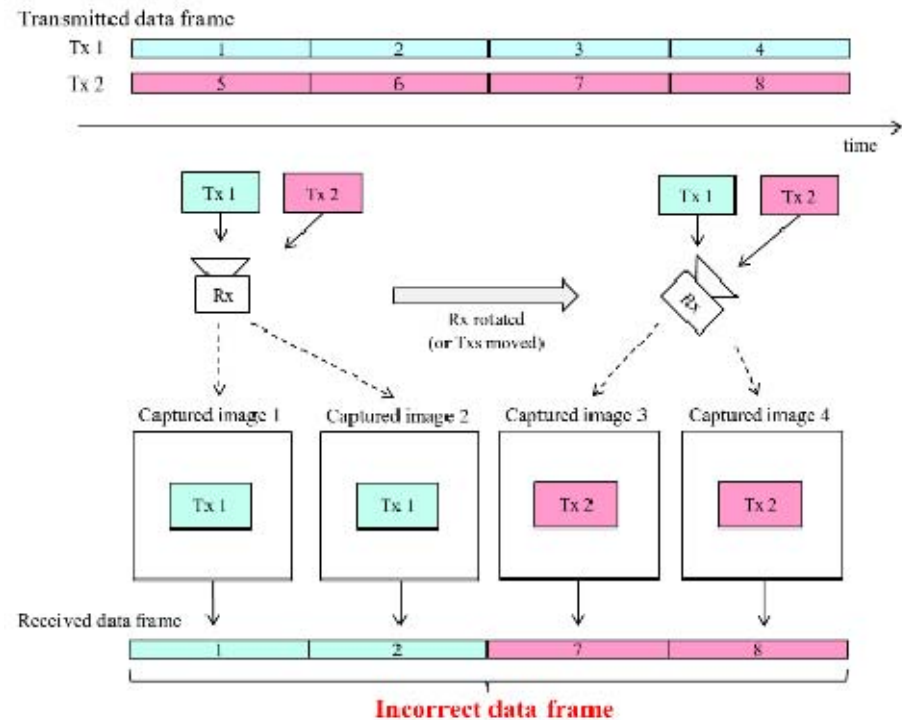 Transmitted data frame
Tx 1 1 2 3 4
Tx 2 5 6 7 8
time
Tx 1 Tx 2 Tx 1 Tx 2
Rx Rx
Rx rotated
(or Txs moved)
Captured image 1 Captured image 2 Captured image 3 Captured image 4
Tx 1 Tx 1 Tx 2 Tx 2
Received data frame
1 2 7 8
Incorrect data frame